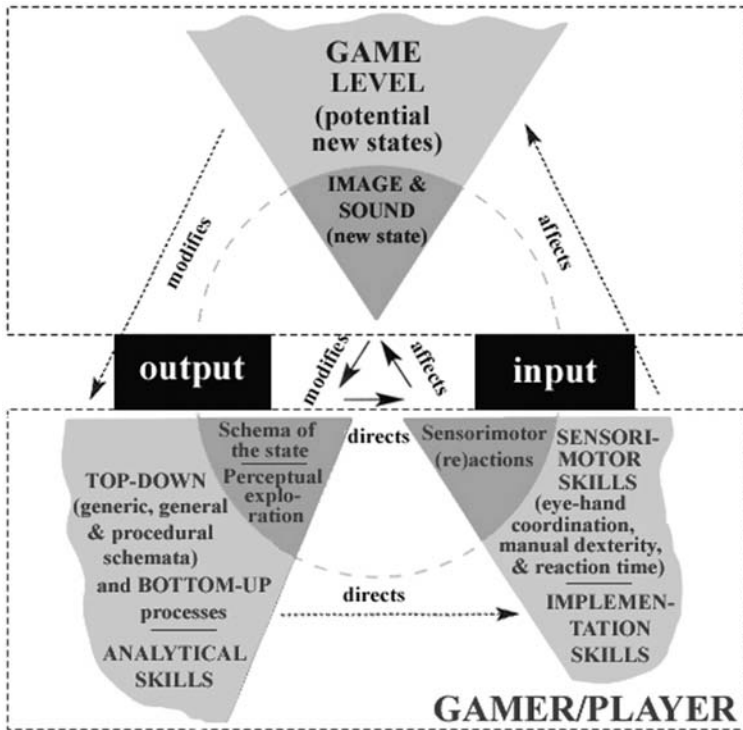 GAME
LEVEL
(potential
new states)
IMAGE &
SOUND
(new state)
modifies
affects
output
modifies
affects
input
directs
Schema of
the state
Perceptual
explo-
ration
TOP-DOWN
(generic, general
& procedural
schemata)
and BOTTOM-UP
processes
ANALYTICAL
SKILLS
Sensorimotor
(re)actions
SENSORI-
MOTOR
SKILLS
(eye-hand
coordination,
manual dexterity,
& reaction time)
IMPLEMEN-
TATION
SKILLS
directs
GAMER/PLAYER